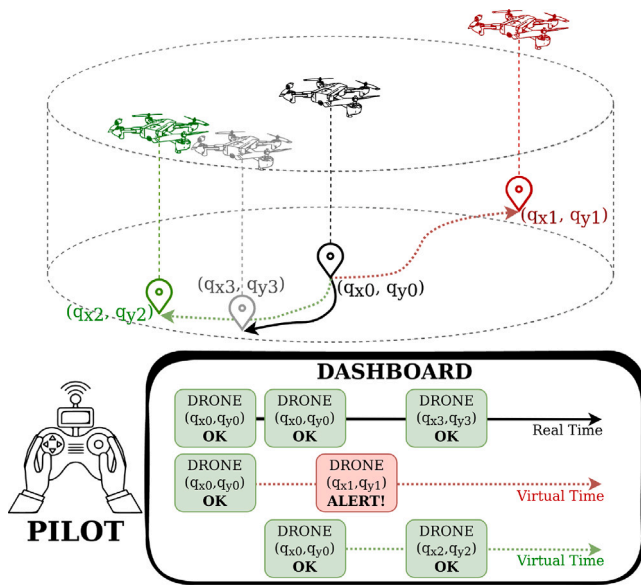 (qx1, qy1)
(qx3, qy3)
(qx0, qy0)
(qx2, qy2)
DASHBOARD
DRONE
(qx0,qy0)
OK
DRONE
(qx0,qy0)
OK
DRONE
(qx3,qy3)
OK
Real Time
DRONE
(qx0,qy0)
OK
DRONE
(qx1,qy1)
ALERT!
Virtual Time
DRONE
(qx0,qy0)
OK
DRONE
(qx2,qy2)
OK
Virtual Time
PILOT